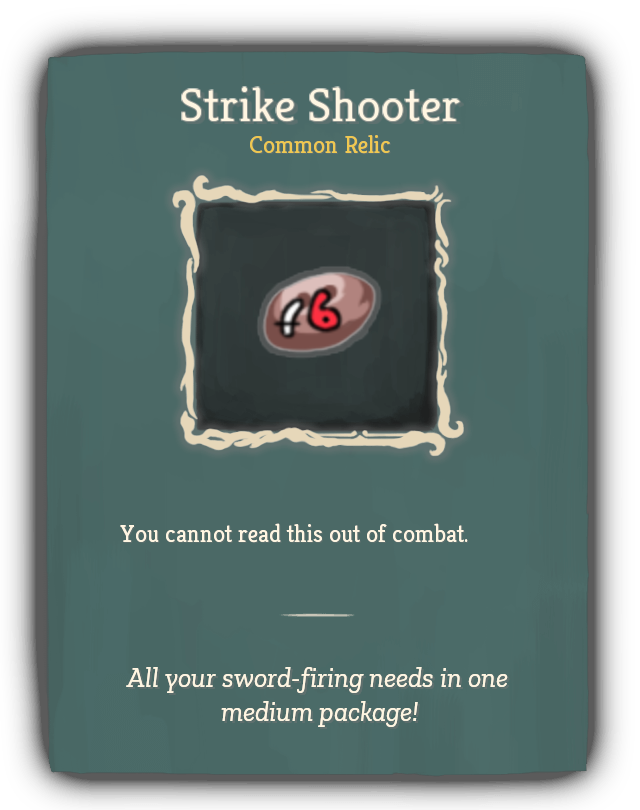 Strike Shooter
Common Relic
6
You cannot read this out of combat.
All your sword-firing needs in one
medium package!